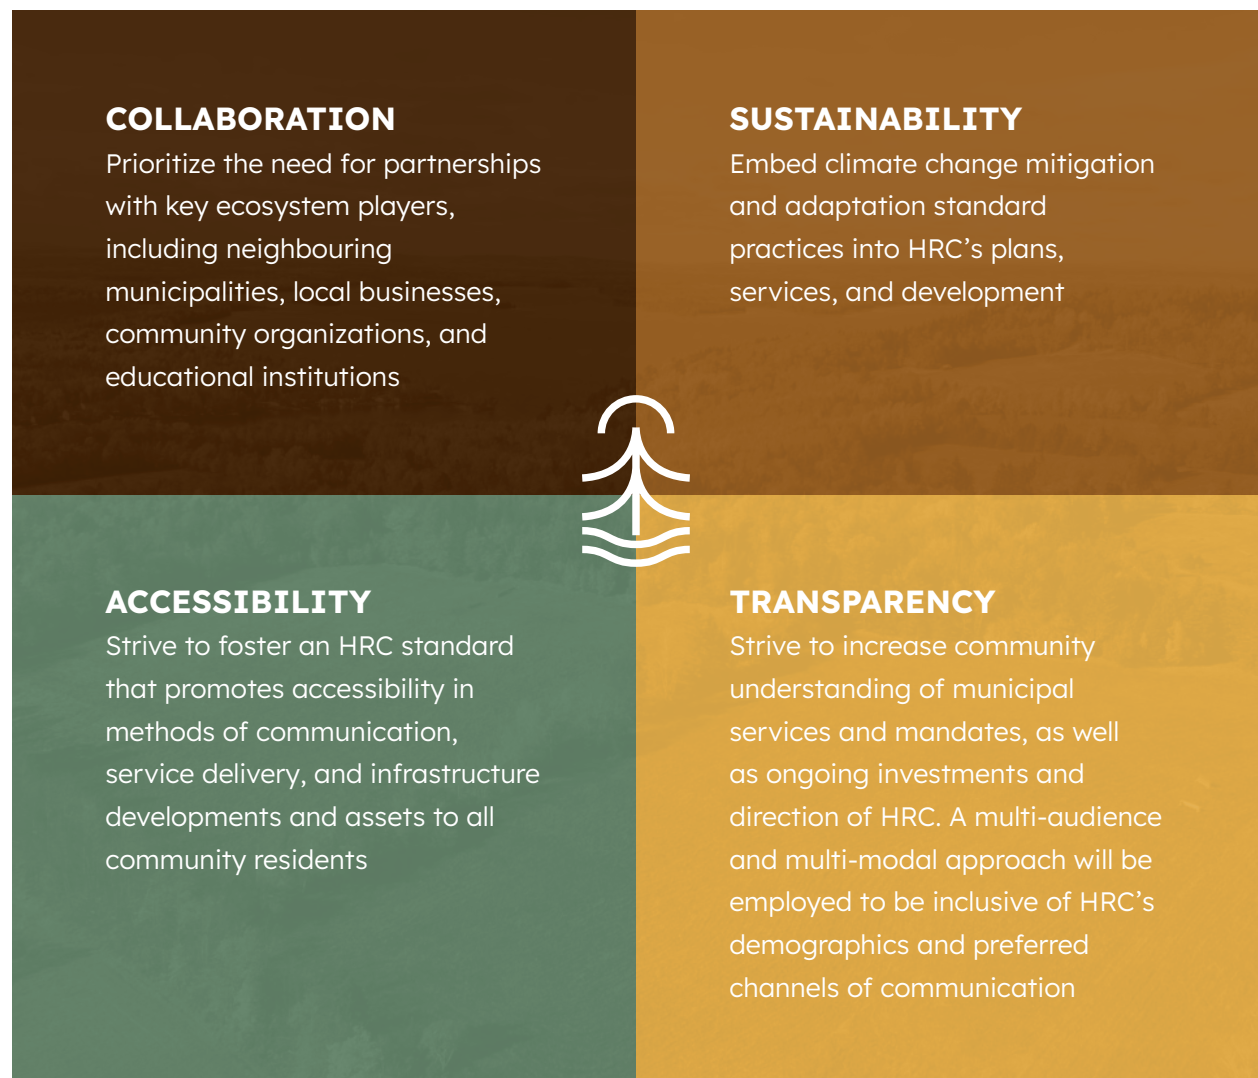 COLLABORATION
Prioritize the need for partnerships
with key ecosystem players,
including neighbouring
municipalities, local businesses,
community organizations, and
educational institutions
SUSTAINABILITY
Embed climate change mitigation
and adaptation standard
practices into HRC’s plans,
services, and development
ACCESSIBILITY
Strive to foster an HRC standard
that promotes accessibility in
methods of communication,
service delivery, and infrastructure
developments and assets to all
community residents
TRANSPARENCY
Strive to increase community
understanding of municipal
services and mandates, as well
as ongoing investments and
direction of HRC. A multi-audience
and multi-modal approach will be
employed to be inclusive of HRC’s
demographics and preferred
channels of communication